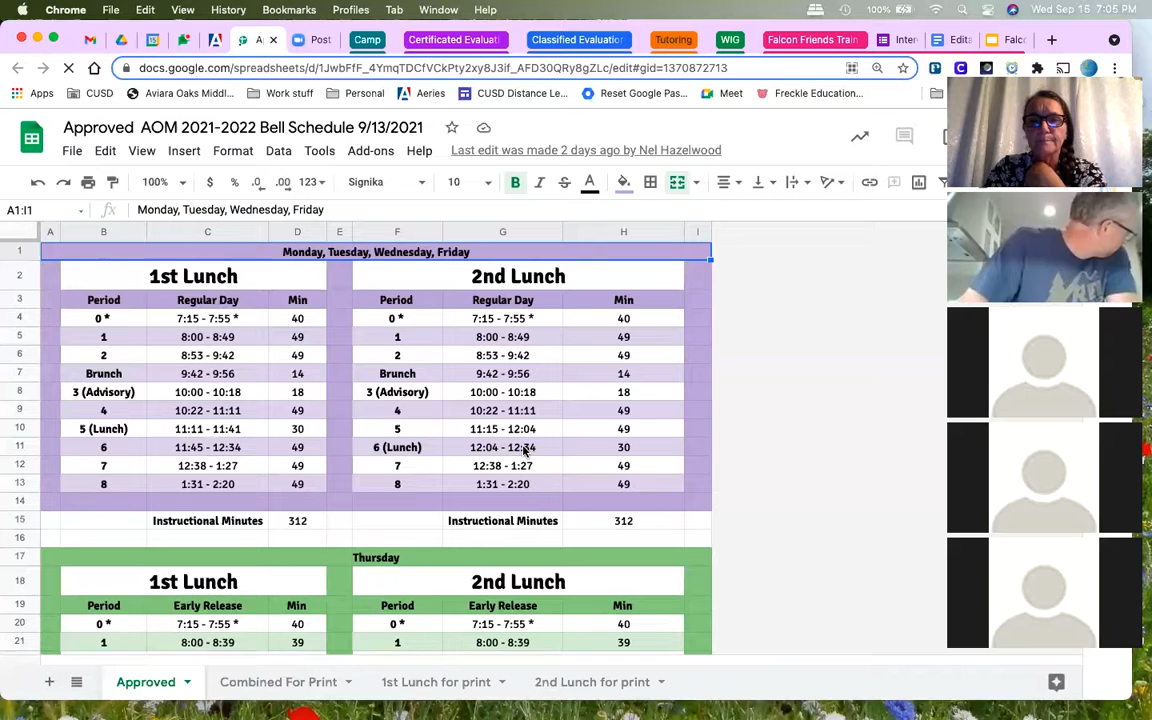 Chrome File Edit View History Bookmarks Profiles Tab Window Help 100% Wed Sep 16 7:05 PM
Post Camp Certificated Evaluati Classified Evaluation Tutoring WIG Falcon Friends Train Inter Edits Falco
docs.google.com/spreadsheets/d/1JwbFfF_4YmqTDCfVCkPty2xy8J3if_AFD30QRy8gZLc/edit#gid=1370872713
Apps CUSD Aviara Oaks Middl... Work stuff Personal Aeries CUSD Distance Le... Reset Google Pas... Meet Freckle Education...
Approved AOM 2021-2022 Bell Schedule 9/13/2021
File Edit View Insert Format Data Tools Add-ons Help Last edit was made 2 days ago by Nel Hazelwood
100% $ % .0 .00 123 Signika 10 B I S A
A1:I1 fx Monday, Tuesday, Wednesday, Friday
A B C D E F G H I
1 Monday, Tuesday, Wednesday, Friday
2 1st Lunch 2nd Lunch
3 Period Regular Day Min Period Regular Day Min
4 0 * 7:15 - 7:55 * 40 0 * 7:15 - 7:55 * 40
5 1 8:00 - 8:49 49 1 8:00 - 8:49 49
6 2 8:53 - 9:42 49 2 8:53 - 9:42 49
7 Brunch 9:42 - 9:56 14 Brunch 9:42 - 9:56 14
8 3 (Advisory) 10:00 - 10:18 18 3 (Advisory) 10:00 - 10:18 18
9 4 10:22 - 11:11 49 4 10:22 - 11:11 49
10 5 (Lunch) 11:11 - 11:41 30 5 11:15 - 12:04 49
11 6 11:45 - 12:34 49 6 (Lunch) 12:04 - 12:34 30
12 7 12:38 - 1:27 49 7 12:38 - 1:27 49
13 8 1:31 - 2:20 49 8 1:31 - 2:20 49
14
15 Instructional Minutes 312 Instructional Minutes 312
16
17 Thursday
18 1st Lunch 2nd Lunch
19 Period Early Release Min Period Early Release Min
20 0 * 7:15 - 7:55 * 40 0 * 7:15 - 7:55 * 40
21 1 8:00 - 8:39 39 1 8:00 - 8:39 39
Approved Combined For Print 1st Lunch for print 2nd Lunch for print